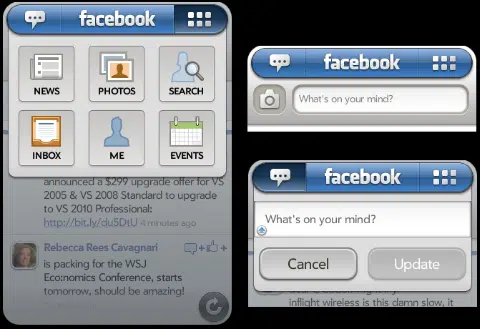 facebook
NEWS
PHOTOS
SEARCH
INBOX
ME
EVENTS
announced a $299 upgrade offer for VS
2005 & VS 2008 Standard to upgrade
to VS 2010 Professional:
http://bit.ly/du5DtU 4 minutes ago
Rebecca Rees Cavagnari
+ +
is packing for the WSJ
Economics Conference, starts
tomorrow, should be amazing!
facebook
What's on your mind?
facebook
What's on your mind?
Cancel
Update
inflight wireless is this damn slow, it